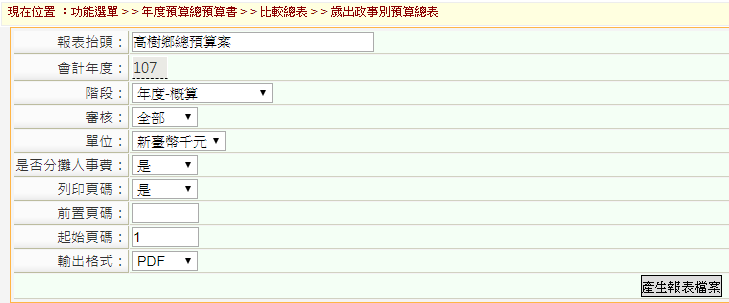 現在位置 ：功能選單 > > 年度預算總預算書 > > 比較總表 > > 歲出政事別預算總表
報表抬頭： 高樹鄉總預算案
會計年度： 107
階段： 年度-概算
審核： 全部
單位： 新臺幣千元
是否分攤人事費： 是
列印頁碼： 是
前置頁碼：
起始頁碼： 1
輸出格式： PDF
產生報表檔案